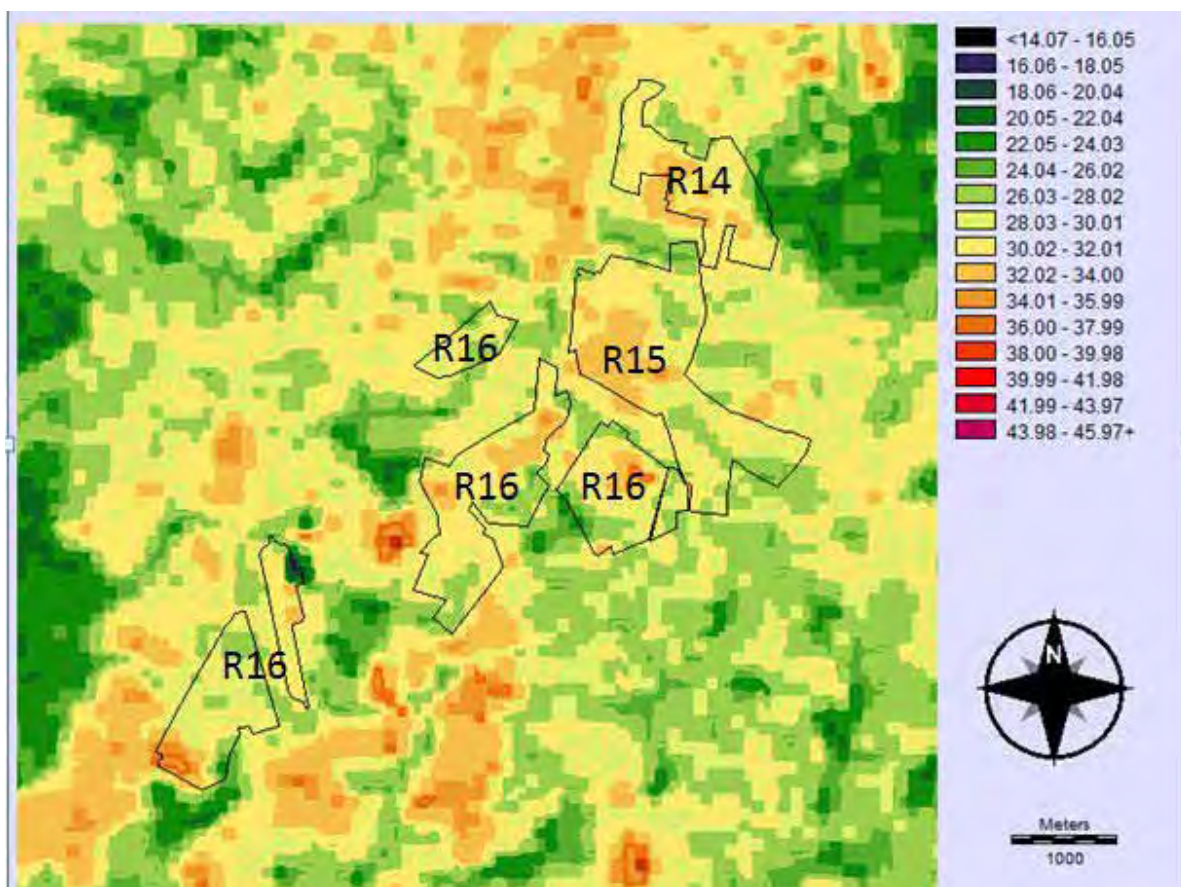 <14.07 - 16.05
16.06 - 18.05
18.06 - 20.04
20.05 - 22.04
22.05 - 24.03
24.04 - 26.02
26.03 - 28.02
28.03 - 30.01
30.02 - 32.01
32.02 - 34.00
34.01 - 35.99
36.00 - 37.99
38.00 - 39.98
39.99 - 41.98
41.99 - 43.97
43.98 - 45.97+
R14
R16
R15
R16
R16
R16
N
Meters
1000